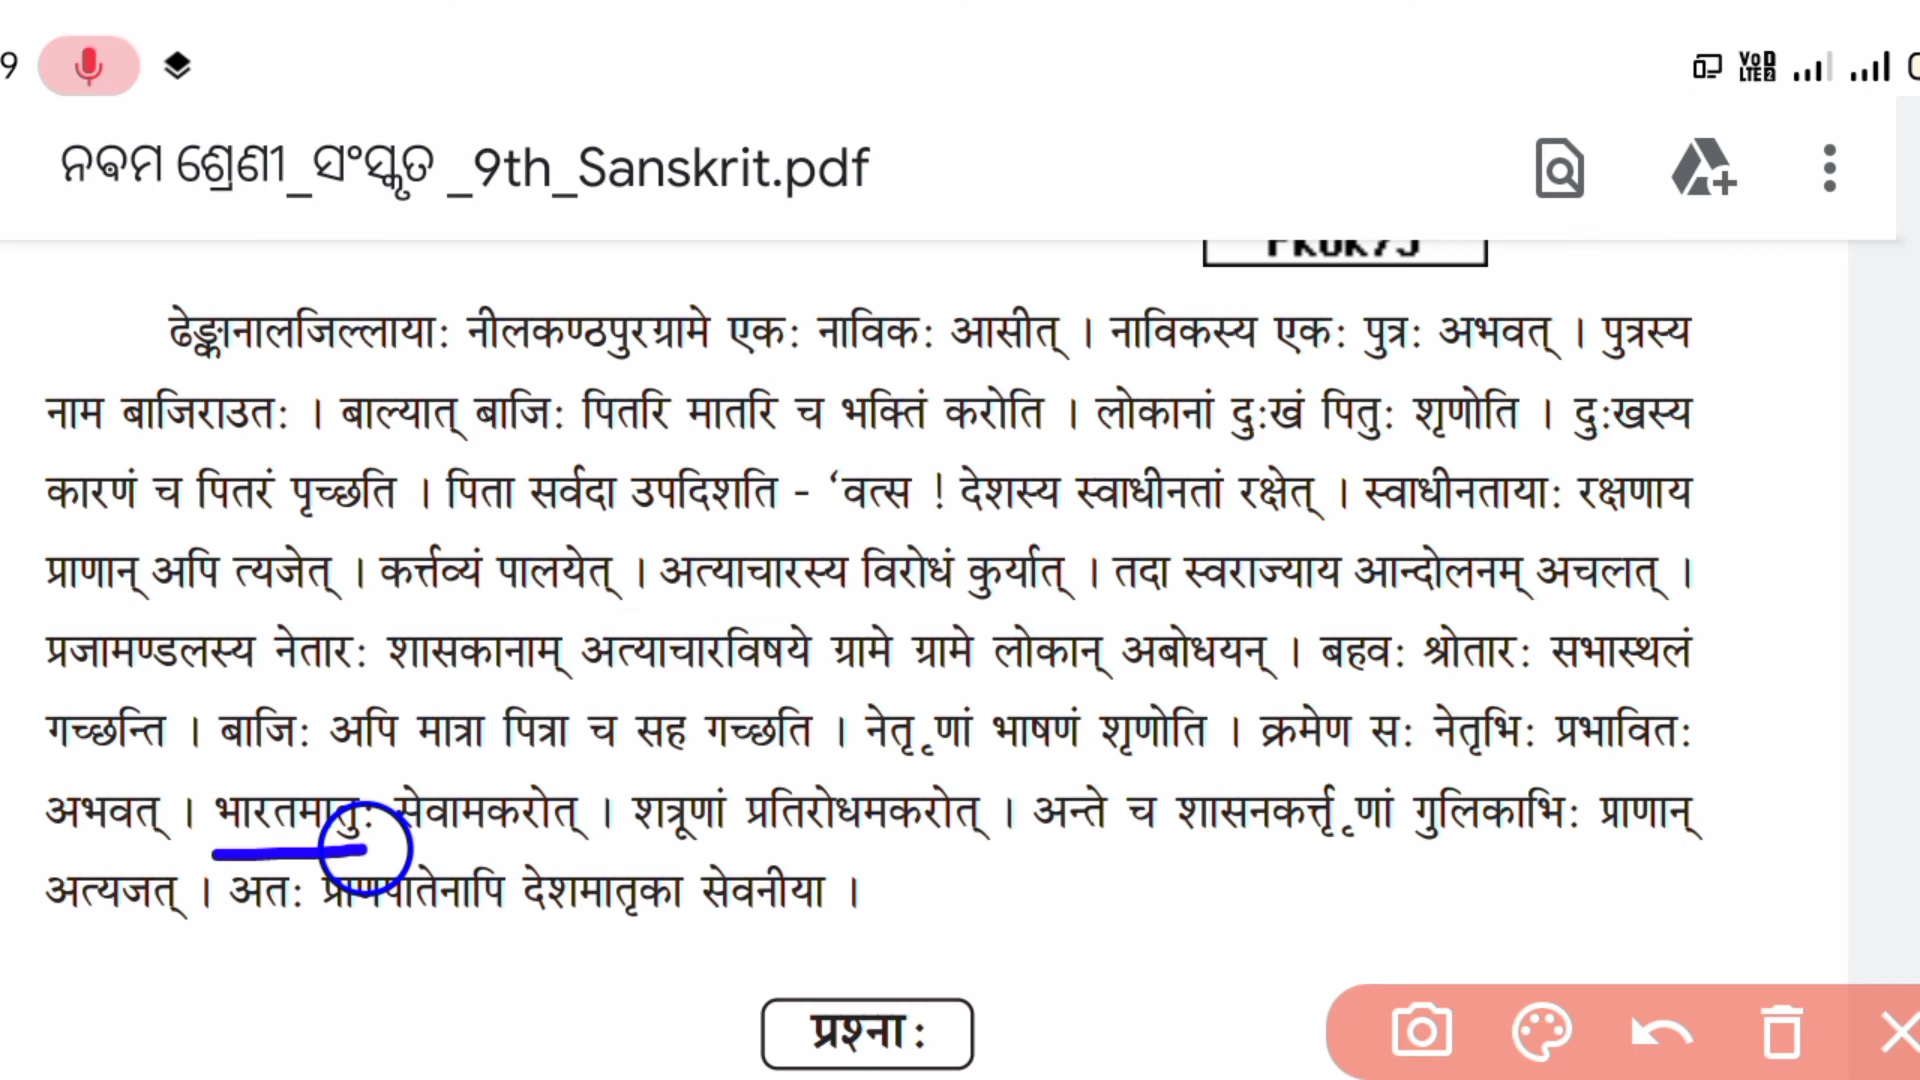 9
VoD LTE2
ନବମ ଶ୍ରେଣୀ_ସଂସ୍କୃତ _9th_Sanskrit.pdf
ढेङ्कानालजिल्लायाः नीलकण्ठपुरग्रामे एकः नाविकः आसीत् । नाविकस्य एकः पुत्रः अभवत् । पुत्रस्य
नाम बाजिराउतः । बाल्यात् बाजिः पितरि मातरि च भक्तिं करोति । लोकानां दुःखं पितुः शृणोति । दुःखस्य
कारणं च पितरं पृच्छति । पिता सर्वदा उपदिशति - ‘वत्स ! देशस्य स्वाधीनतां रक्षेत् । स्वाधीनतायाः रक्षणाय
प्राणान् अपि त्यजेत् । कर्त्तव्यं पालयेत् । अत्याचारस्य विरोधं कुर्यात् । तदा स्वराज्याय आन्दोलनम् अचलत् ।
प्रजामण्डलस्य नेतारः शासकानाम् अत्याचारविषये ग्रामे ग्रामे लोकान् अबोधयन् । बहवः श्रोतारः सभास्थलं
गच्छन्ति । बाजिः अपि मात्रा पित्रा च सह गच्छति । नेतॄणां भाषणं शृणोति । क्रमेण सः नेतृभिः प्रभावितः
अभवत् । भारतमातुः सेवामकरोत् । शत्रूणां प्रतिरोधमकरोत् । अन्ते च शासनकर्त्तॄणां गुलिकाभिः प्राणान्
अत्यजत् । अतः प्राणपातेनापि देशमातृका सेवनीया ।
प्रश्नाः